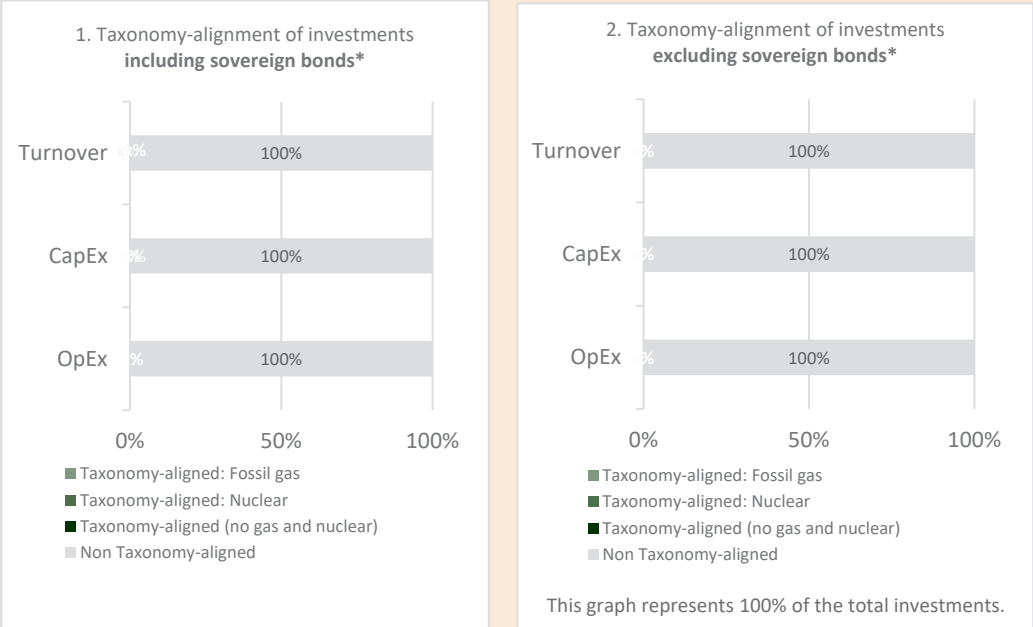 1. Taxonomy-alignment of investments
including sovereign bonds*
Turnover 100%
CapEx 100%
OpEx % 100%
0% 50% 100%
Taxonomy-aligned: Fossil gas
Taxonomy-aligned: Nuclear
Taxonomy-aligned (no gas and nuclear)
Non Taxonomy-aligned
2. Taxonomy-alignment of investments
excluding sovereign bonds*
Turnover % 100%
CapEx % 100%
OpEx % 100%
0% 50% 100%
Taxonomy-aligned: Fossil gas
Taxonomy-aligned: Nuclear
Taxonomy-aligned (no gas and nuclear)
Non Taxonomy-aligned
This graph represents 100% of the total investments.